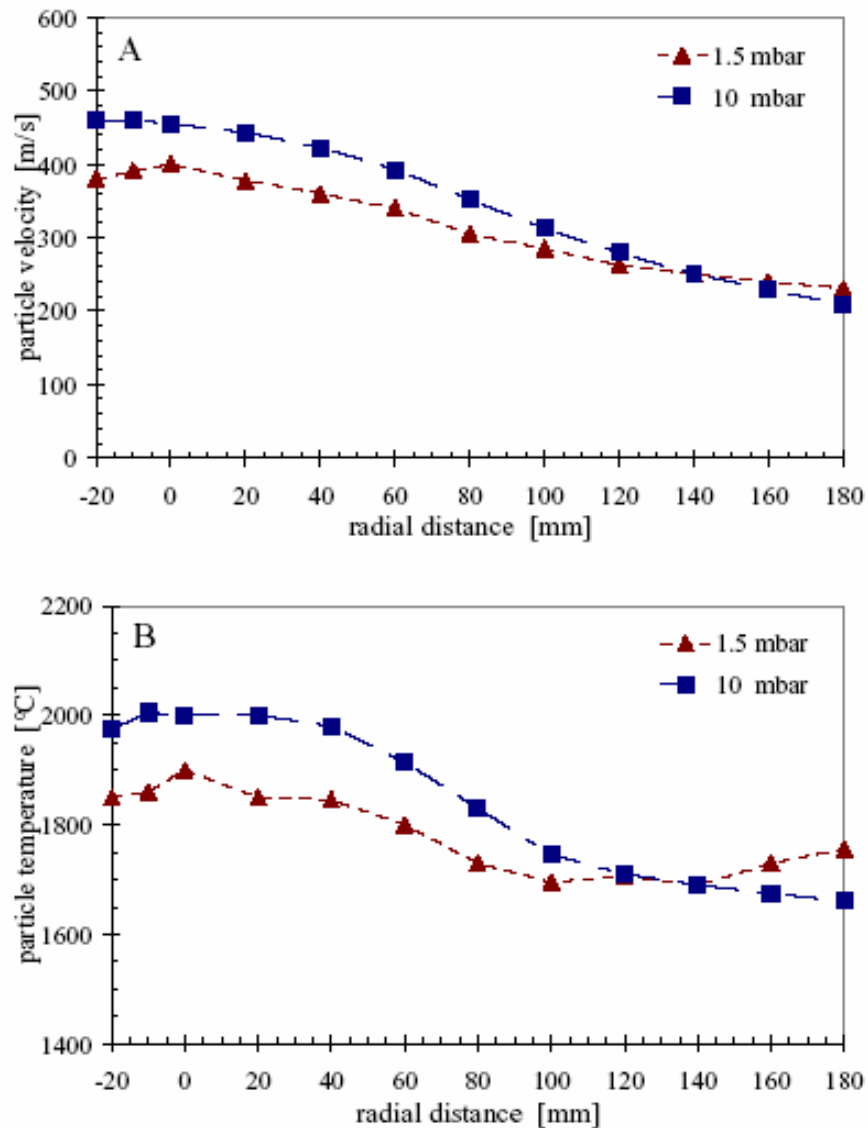 A
1.5 mbar
10 mbar
particle velocity [m/s]
600
500
400
300
200
100
0
-20 0 20 40 60 80 100 120 140 160 180
radial distance [mm]
B
1.5 mbar
10 mbar
particle temperature [°C]
2200
2000
1800
1600
1400
-20 0 20 40 60 80 100 120 140 160 180
radial distance [mm]